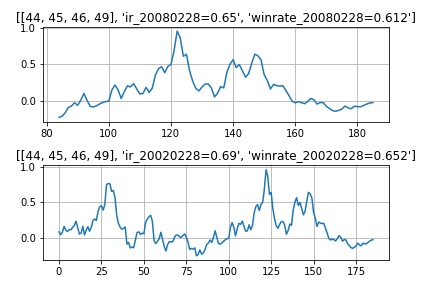 [[44, 45, 46, 49], 'ir_20080228=0.65', 'winrate_20080228=0.612']
1.0
0.5
0.0
80 100 120 140 160 180
[[44, 45, 46, 49], 'ir_20020228=0.69', 'winrate_20020228=0.652']
1.0
0.5
0.0
0 25 50 75 100 125 150 175